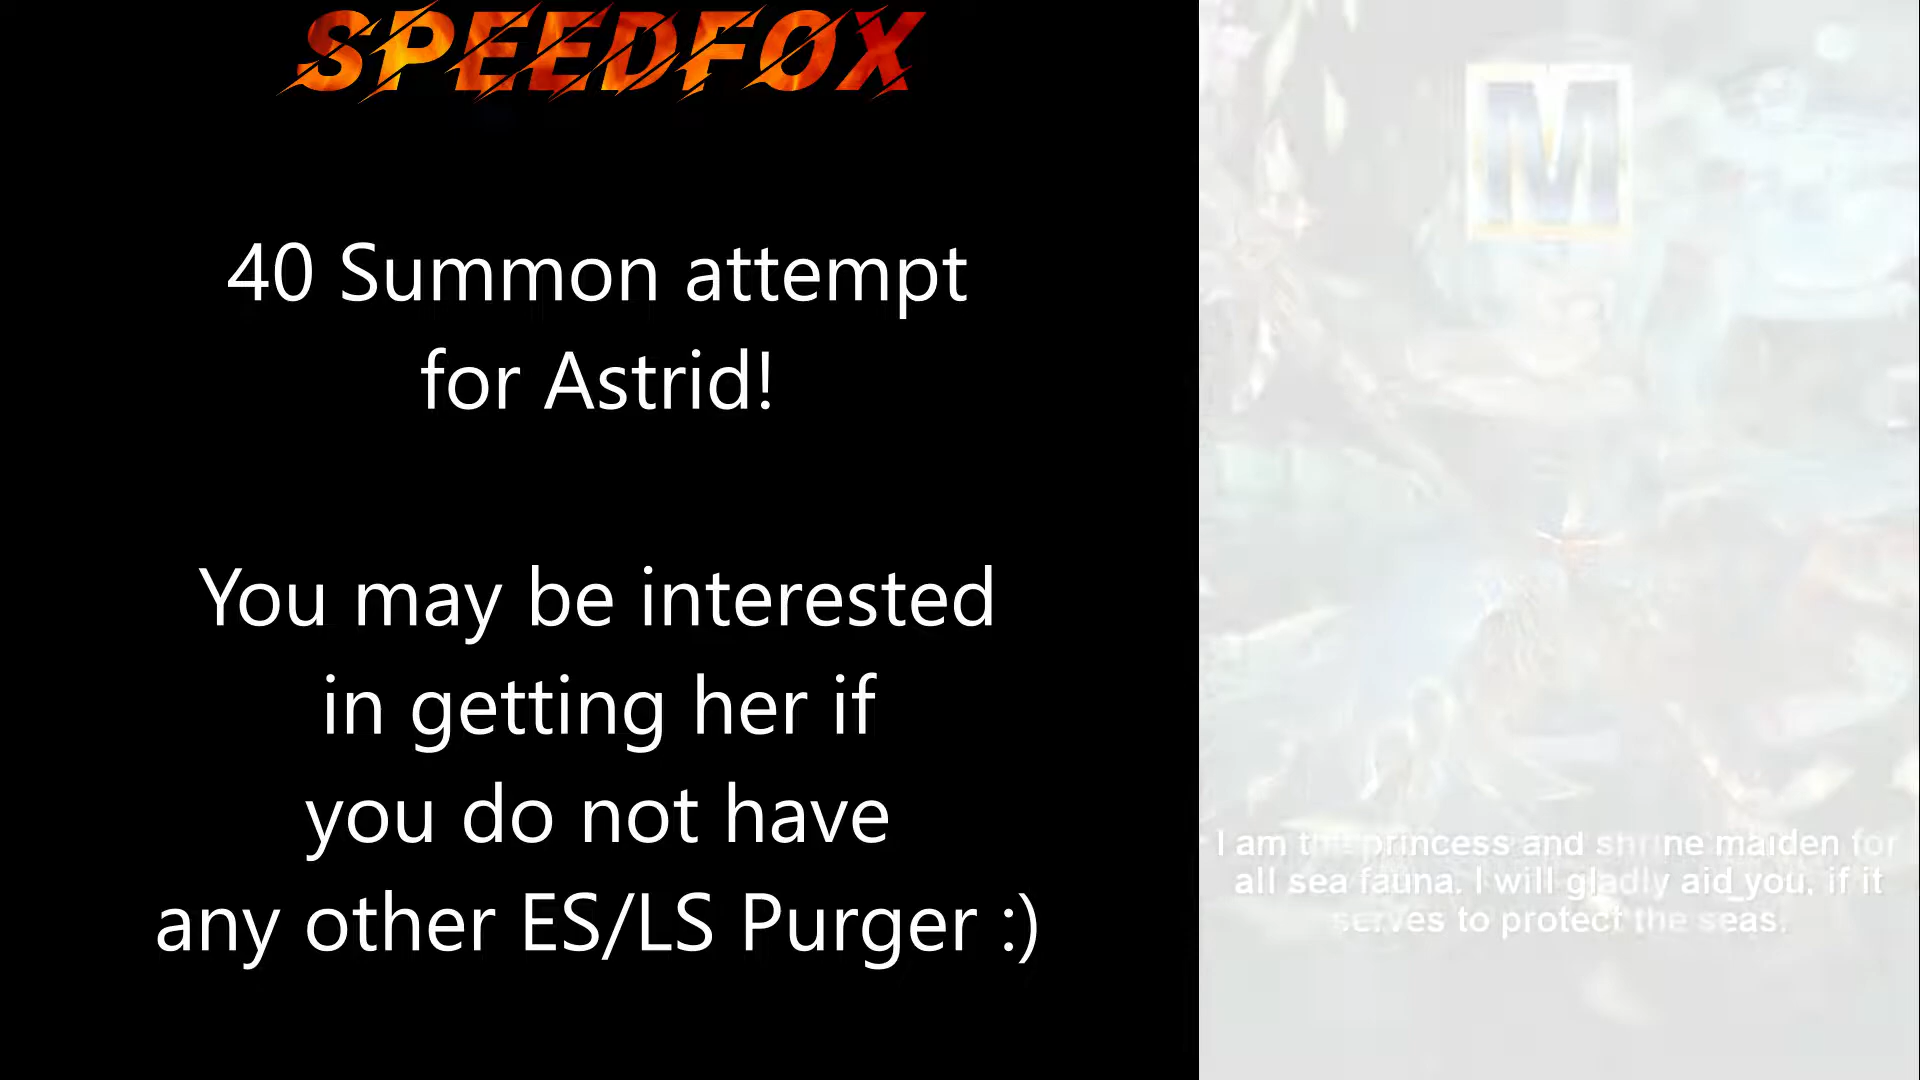 SPEEDFOX
40 Summon attempt
for Astrid!
You may be interested
in getting her if
you do not have
any other ES/LS Purger :)
M
I am the princess and shrine maiden for
all sea fauna. I will gladly aid you, if it
serves to protect the seas.